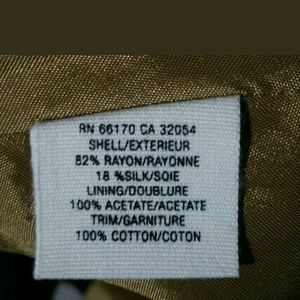 RN 66170 CA 32054
SHELL/EXTERIEUR
82% RAYON/RAYONNE
18 %SILK/SOIE
LINING/DOUBLURE
100% ACETATE/ACETATE
TRIM/GARNITURE
100% COTTON/COTON